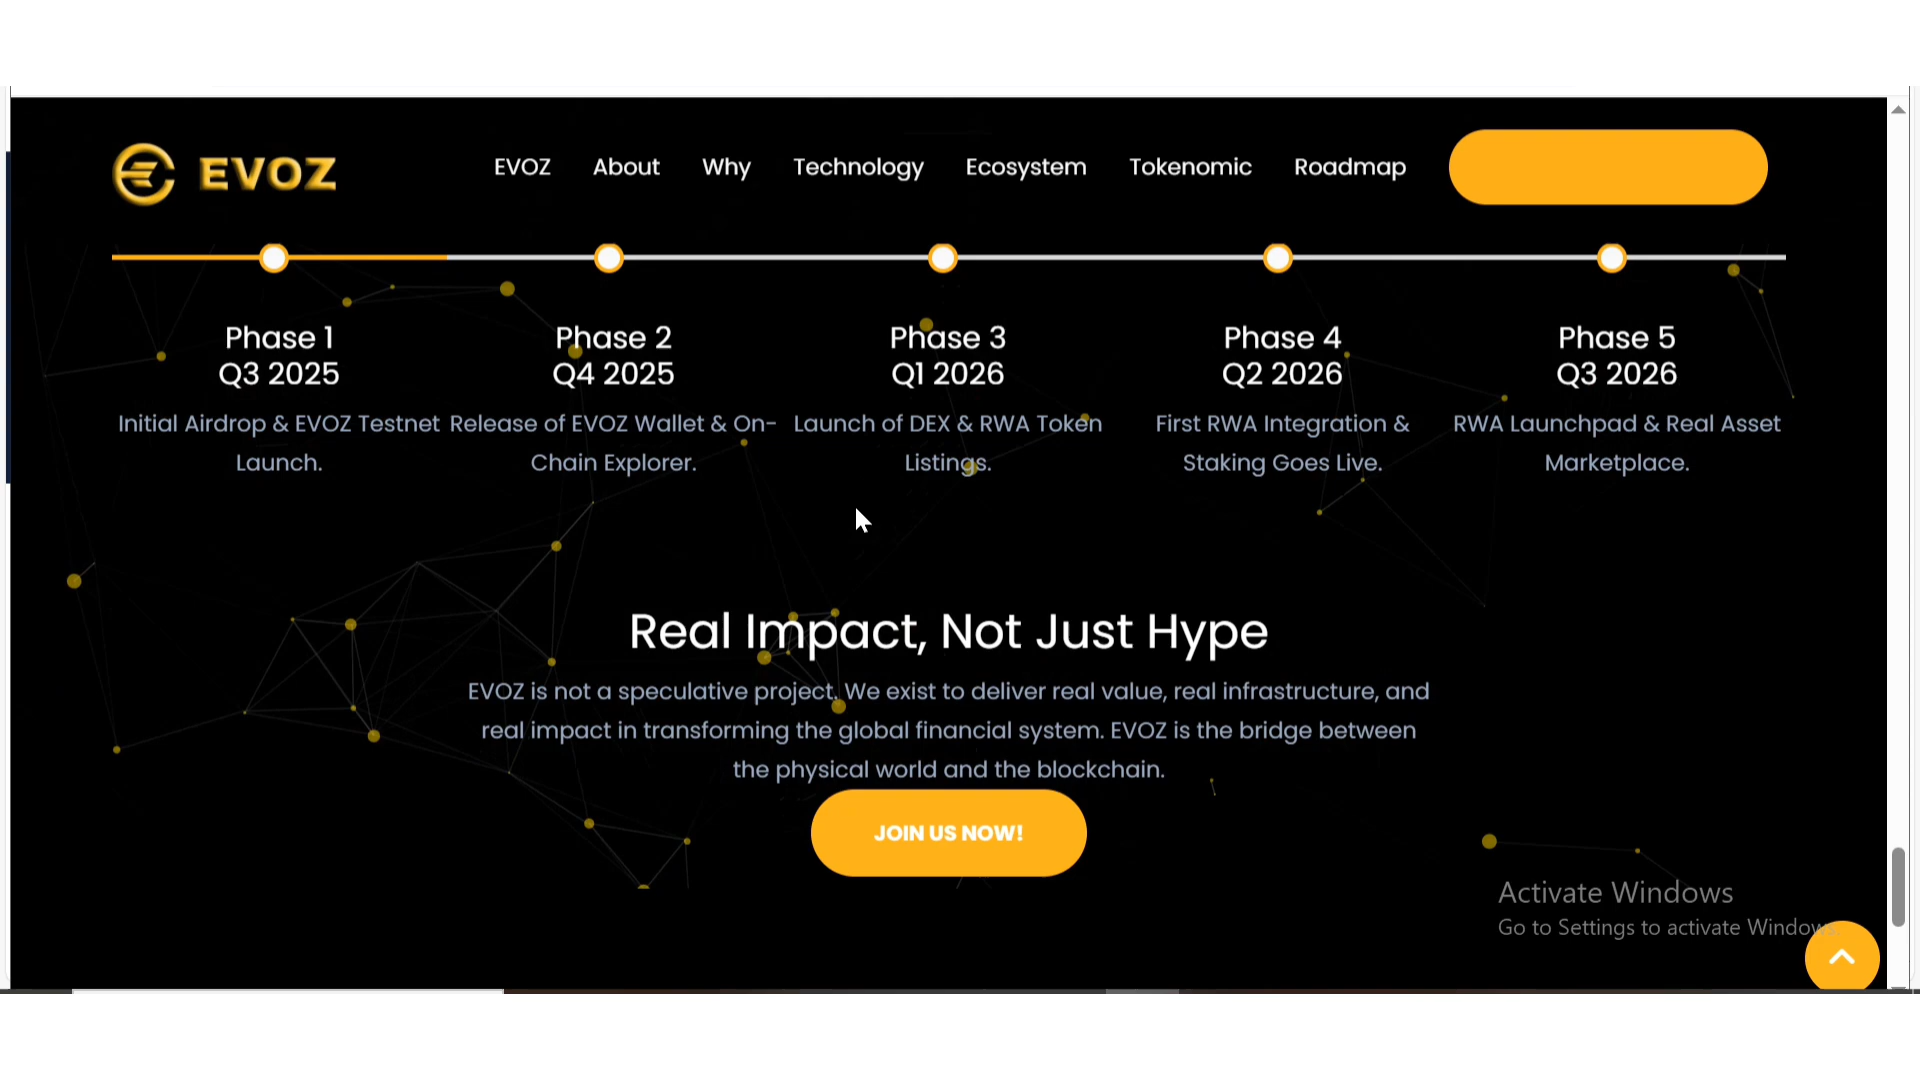 EVOZ
EVOZ About Why Technology Ecosystem Tokenomic Roadmap
Phase 1
Q3 2025
Initial Airdrop & EVOZ Testnet
Launch.
Phase 2
Q4 2025
Release of EVOZ Wallet & On-
Chain Explorer.
Phase 3
Q1 2026
Launch of DEX & RWA Token
Listings.
Phase 4
Q2 2026
First RWA Integration &
Staking Goes Live.
Phase 5
Q3 2026
RWA Launchpad & Real Asset
Marketplace.
Real Impact, Not Just Hype
EVOZ is not a speculative project. We exist to deliver real value, real infrastructure, and
real impact in transforming the global financial system. EVOZ is the bridge between
the physical world and the blockchain.
JOIN US NOW!
Activate Windows
Go to Settings to activate Windows